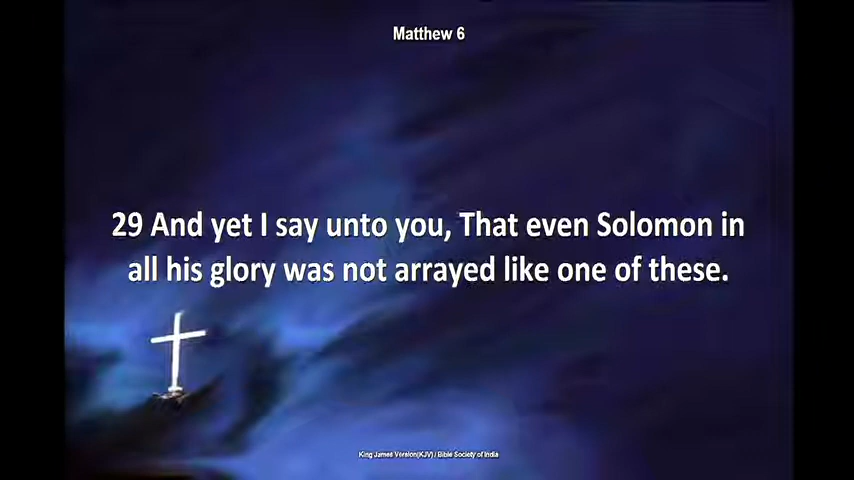 Matthew 6
29 And yet I say unto you, That even Solomon in
all his glory was not arrayed like one of these.
King James Version(KJV) / Bible Society of India